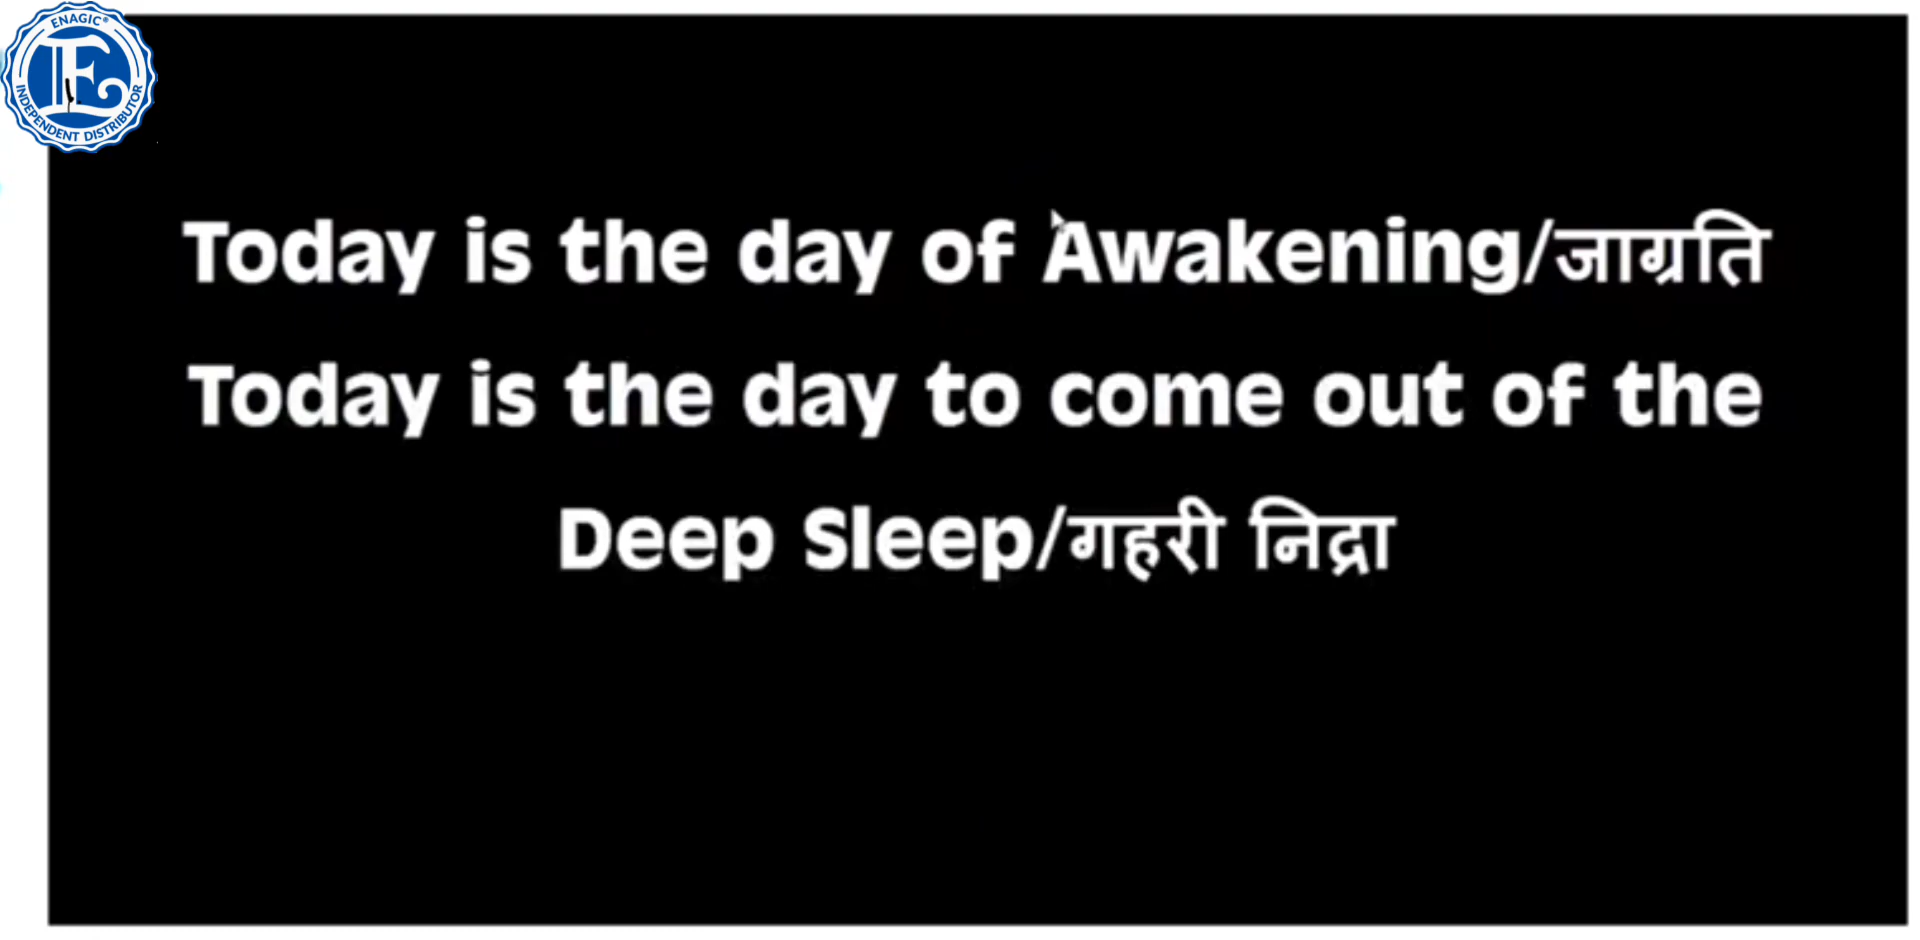 ENAGIC®
E
INDEPENDENT DISTRIBUTOR
Today is the day of Awakening/जाग्रति
Today is the day to come out of the
Deep Sleep/गहरी निद्रा